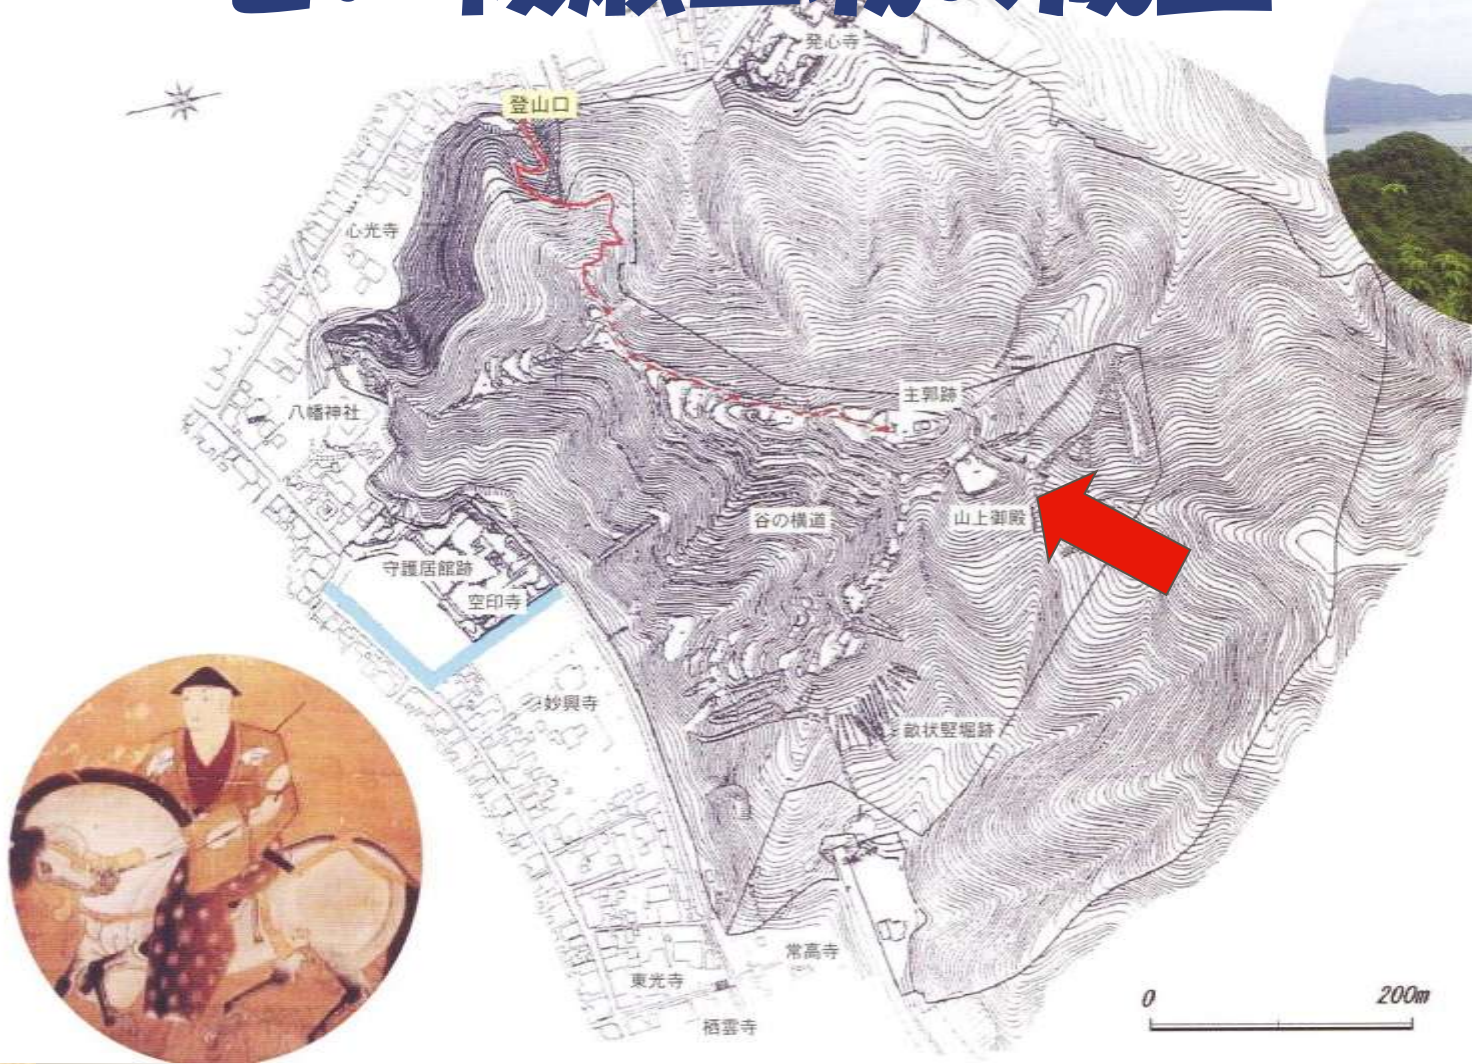 発心寺
登山口
心光寺
主郭跡
八幡神社
谷の横道
山上御殿
守護居館跡
空印寺
妙興寺
畝状竪堀跡
常高寺
東光寺
栖雲寺
0
200m